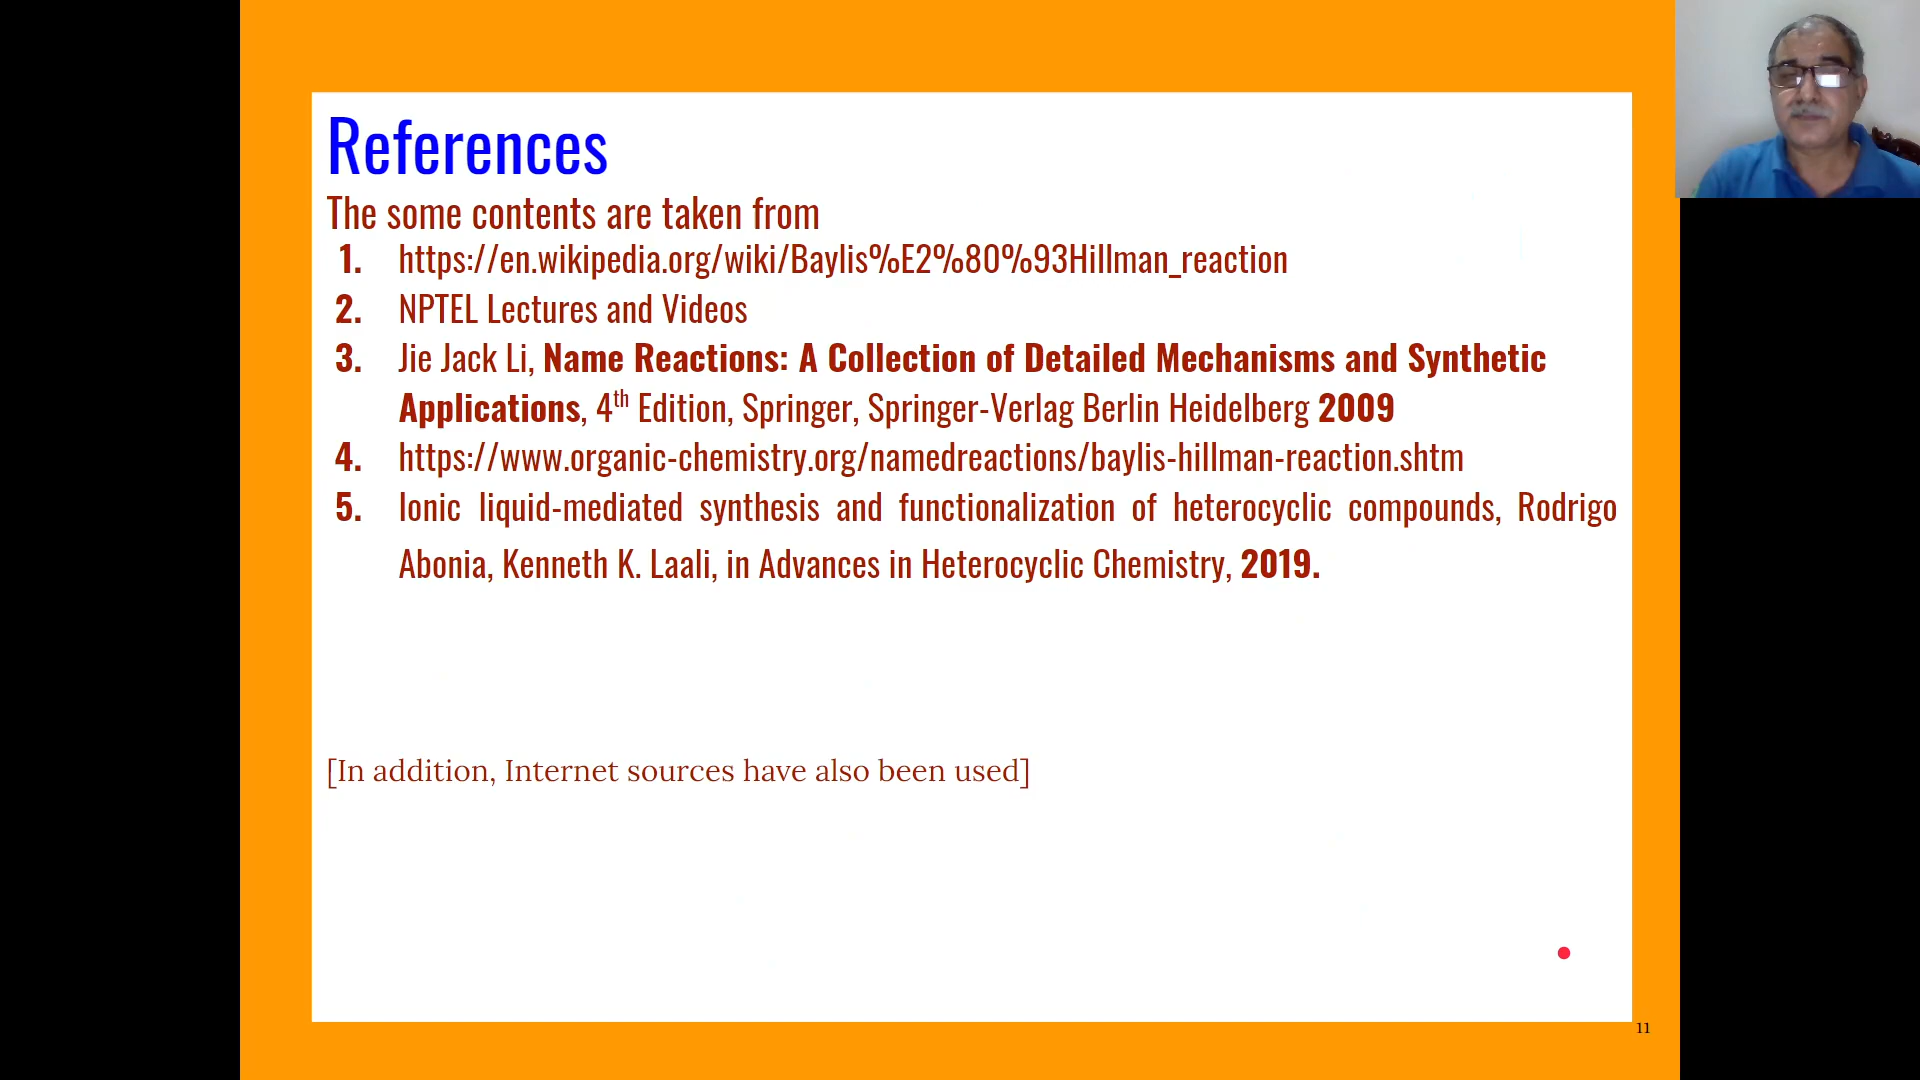 References
The some contents are taken from
1. https://en.wikipedia.org/wiki/Baylis%E2%80%93Hillman_reaction
2. NPTEL Lectures and Videos
3. Jie Jack Li, Name Reactions: A Collection of Detailed Mechanisms and Synthetic
Applications, 4th Edition, Springer, Springer-Verlag Berlin Heidelberg 2009
4. https://www.organic-chemistry.org/namedreactions/baylis-hillman-reaction.shtm
5. Ionic liquid-mediated synthesis and functionalization of heterocyclic compounds, Rodrigo
Abonia, Kenneth K. Laali, in Advances in Heterocyclic Chemistry, 2019.
[In addition, Internet sources have also been used]
11